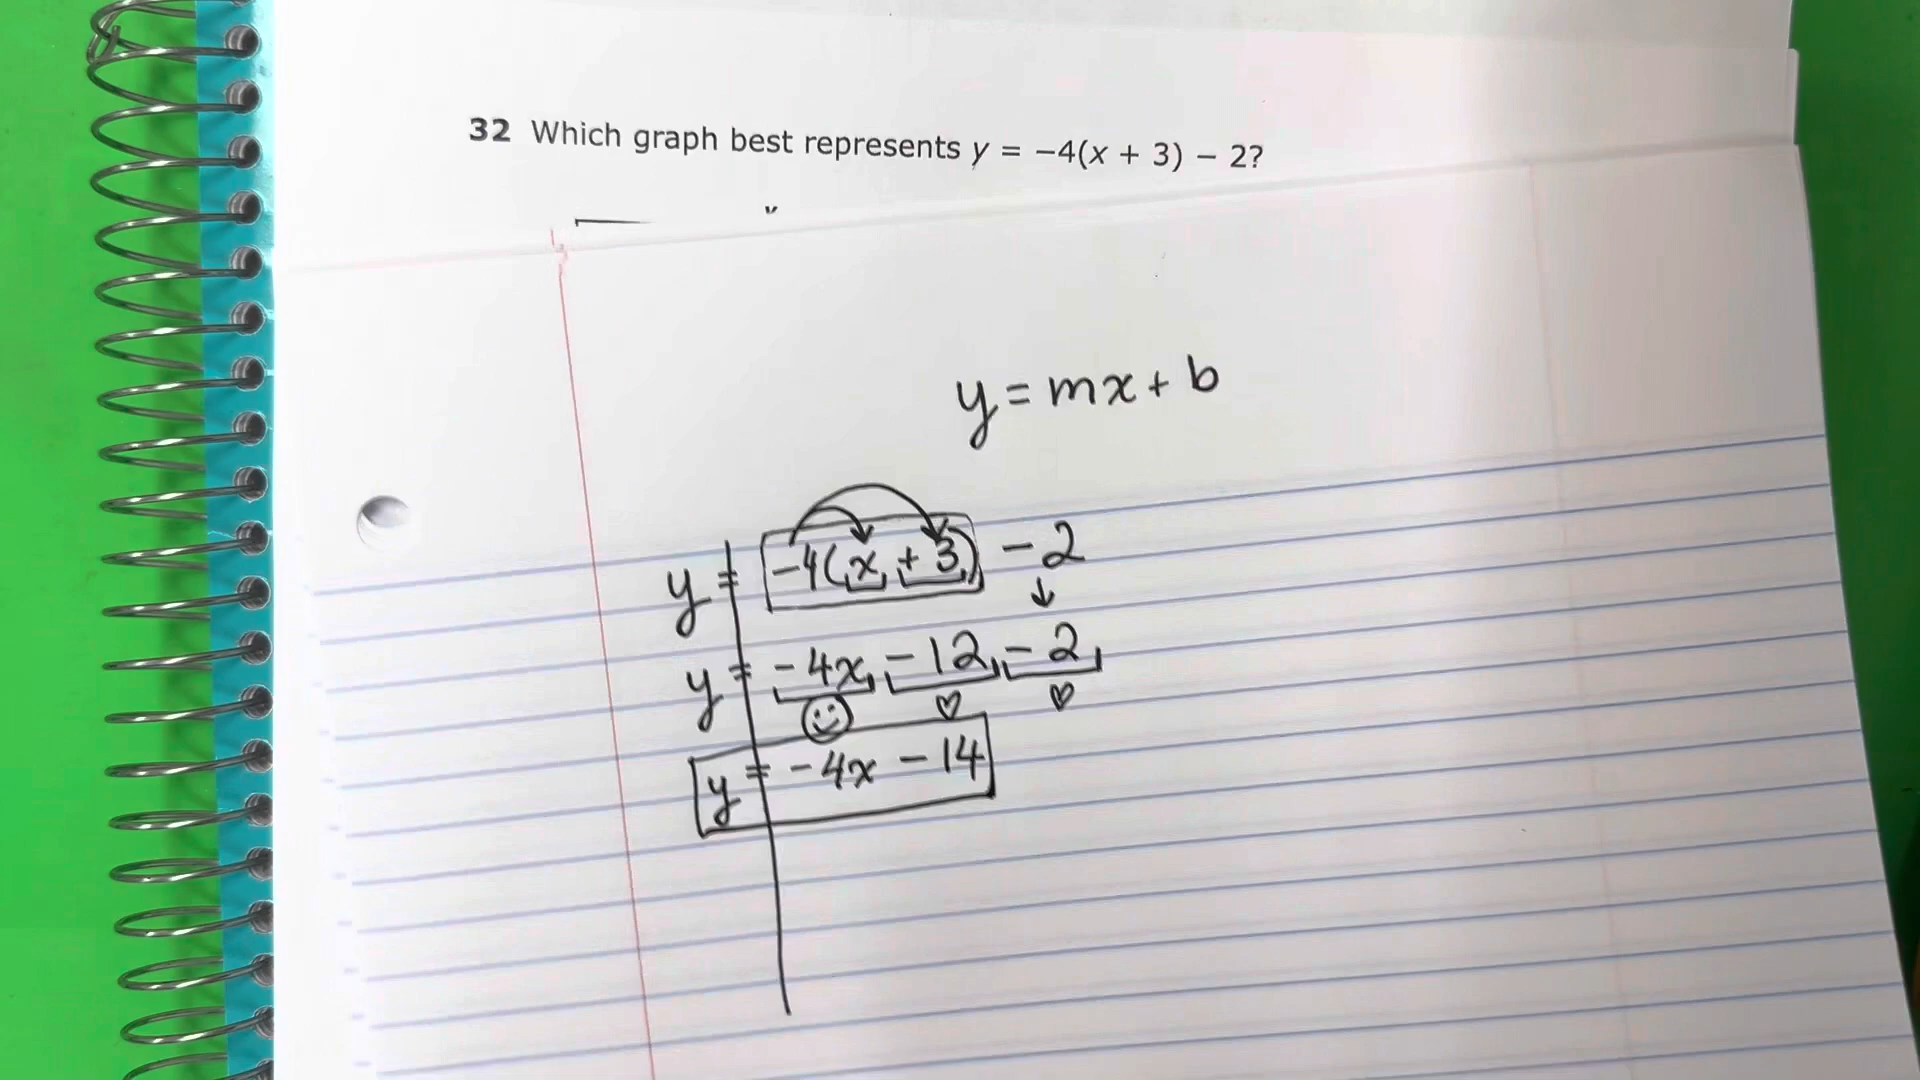 32 Which graph best represents y = −4(x + 3) − 2?
y = mx + b
y = -4(x + 3) - 2
y = -4x - 12 - 2
y = -4x - 14